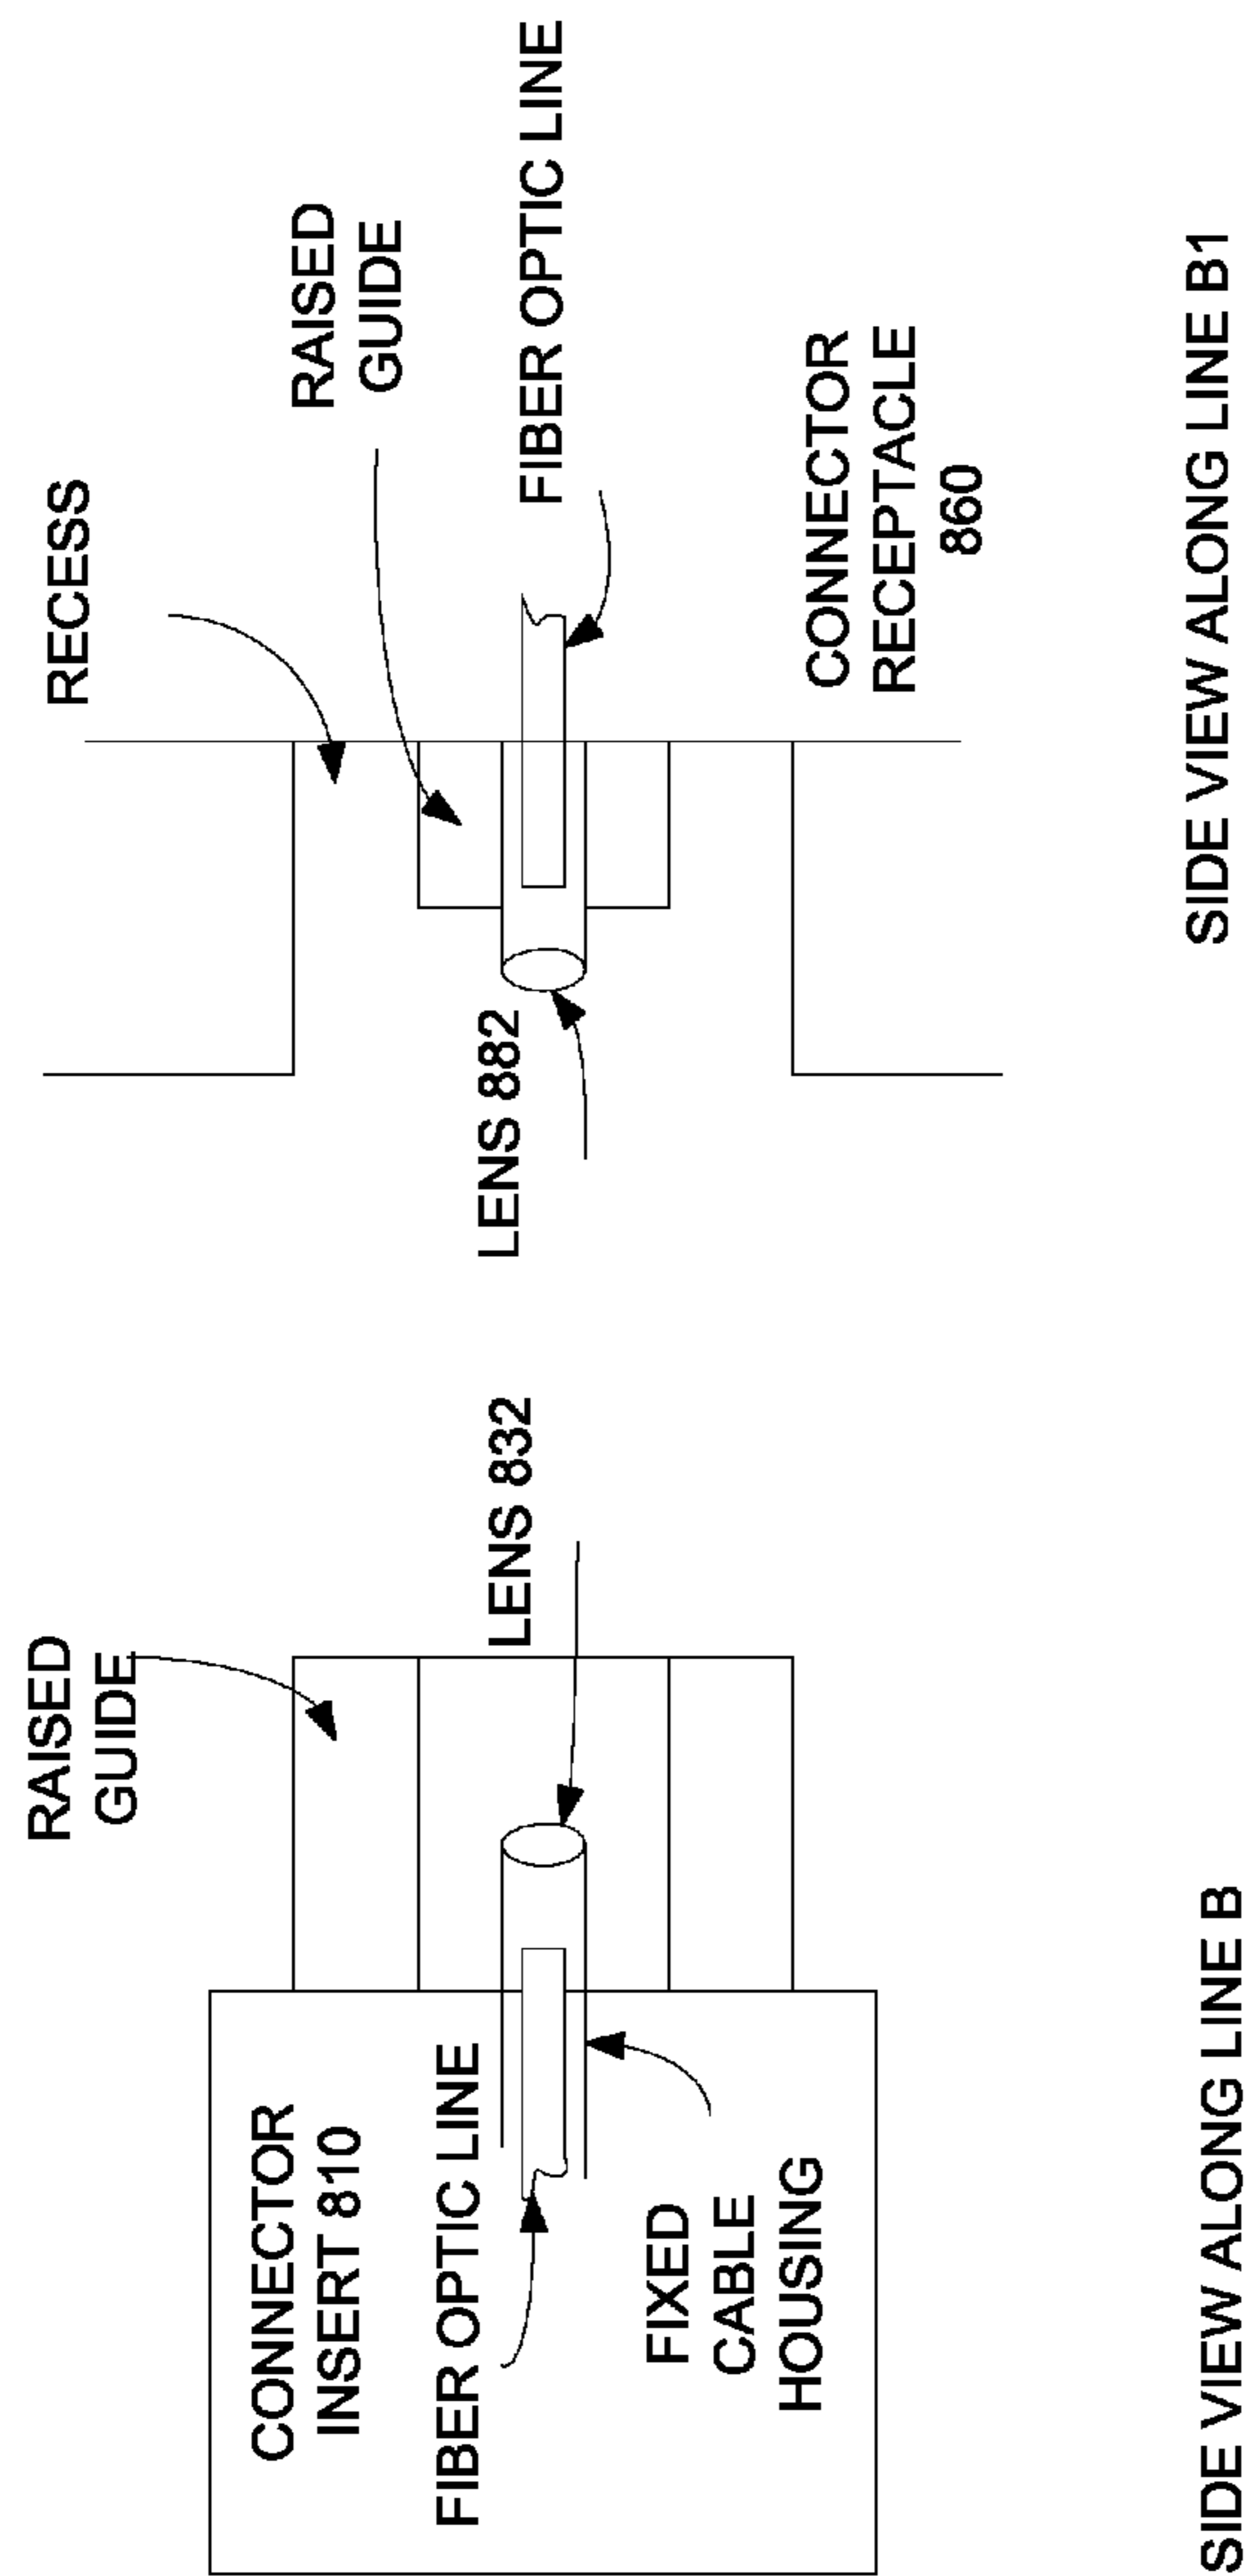 RAISED
GUIDE
CONNECTOR
INSERT 810
FIBER OPTIC LINE
LENS 832
FIXED
CABLE
HOUSING
SIDE VIEW ALONG LINE B
RECESS
RAISED
GUIDE
LENS 882
FIBER OPTIC LINE
CONNECTOR
RECEPTACLE
860
SIDE VIEW ALONG LINE B1